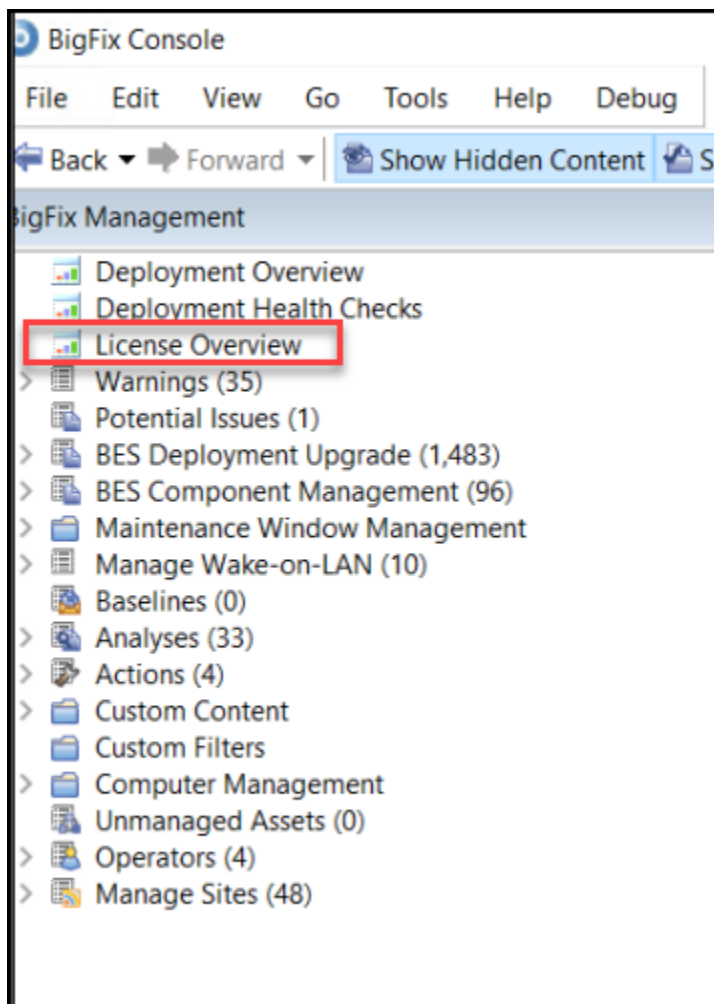 BigFix Console
File Edit View Go Tools Help Debug
Back Forward Show Hidden Content
BigFix Management
Deployment Overview
Deployment Health Checks
License Overview
Warnings (35)
Potential Issues (1)
BES Deployment Upgrade (1,483)
BES Component Management (96)
Maintenance Window Management
Manage Wake-on-LAN (10)
Baselines (0)
Analyses (33)
Actions (4)
Custom Content
Custom Filters
Computer Management
Unmanaged Assets (0)
Operators (4)
Manage Sites (48)